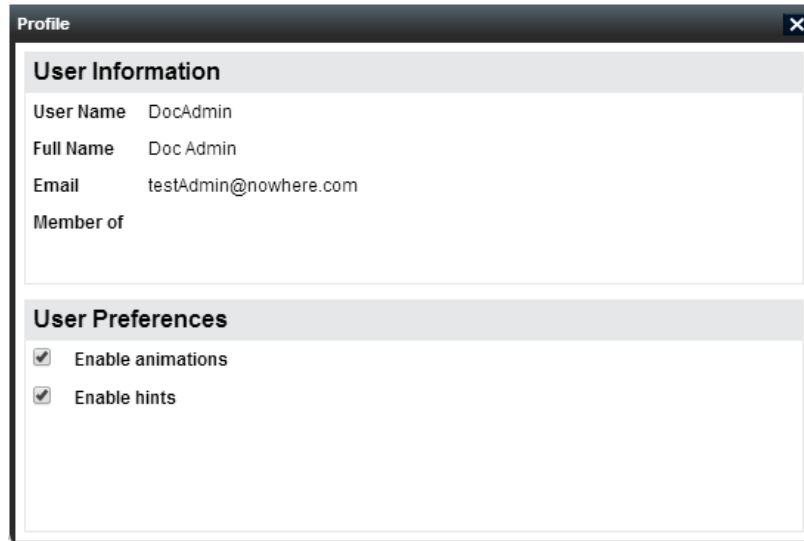 Profile
User Information
User Name DocAdmin
Full Name Doc Admin
Email testAdmin@nowhere.com
Member of
User Preferences
Enable animations
Enable hints